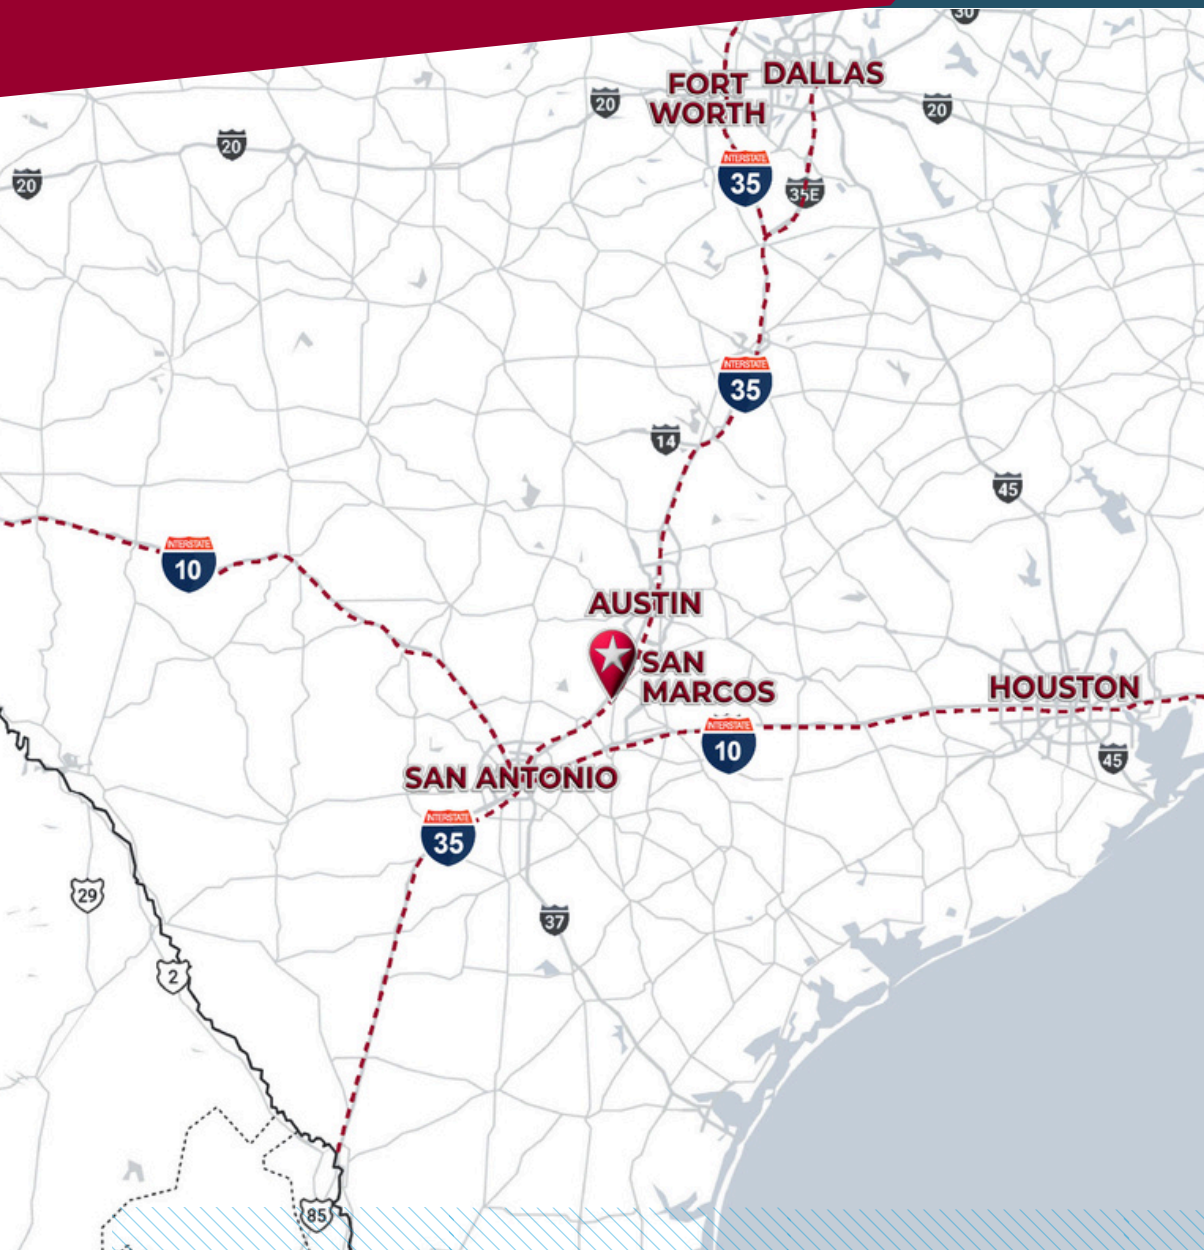 30
FORT
WORTH
DALLAS
20
20
20
20
INTERSTATE
35
35E
INTERSTATE
35
14
45
INTERSTATE
10
AUSTIN
SAN
MARCOS
HOUSTON
INTERSTATE
10
45
SAN ANTONIO
INTERSTATE
35
29
37
2
85